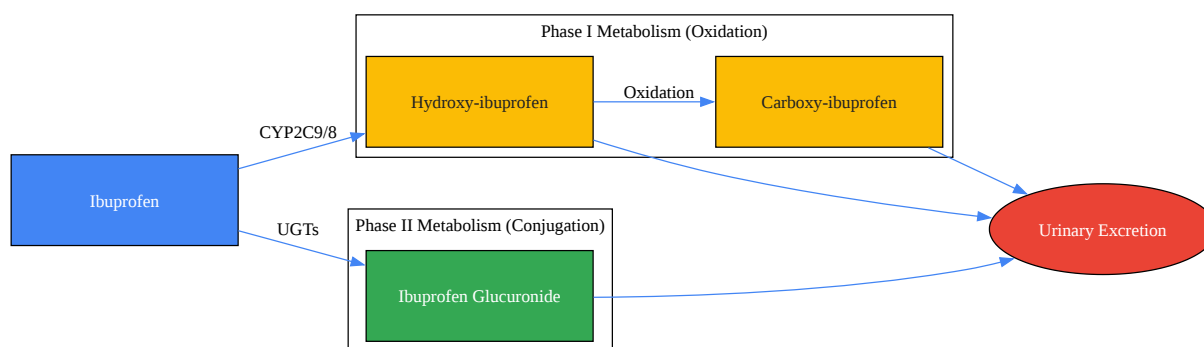 Phase I Metabolism (Oxidation)
Hydroxy-ibuprofen
Oxidation
Carboxy-ibuprofen
CYP2C9/8
Ibuprofen
UGTs
Phase II Metabolism (Conjugation)
Ibuprofen Glucuronide
Urinary Excretion